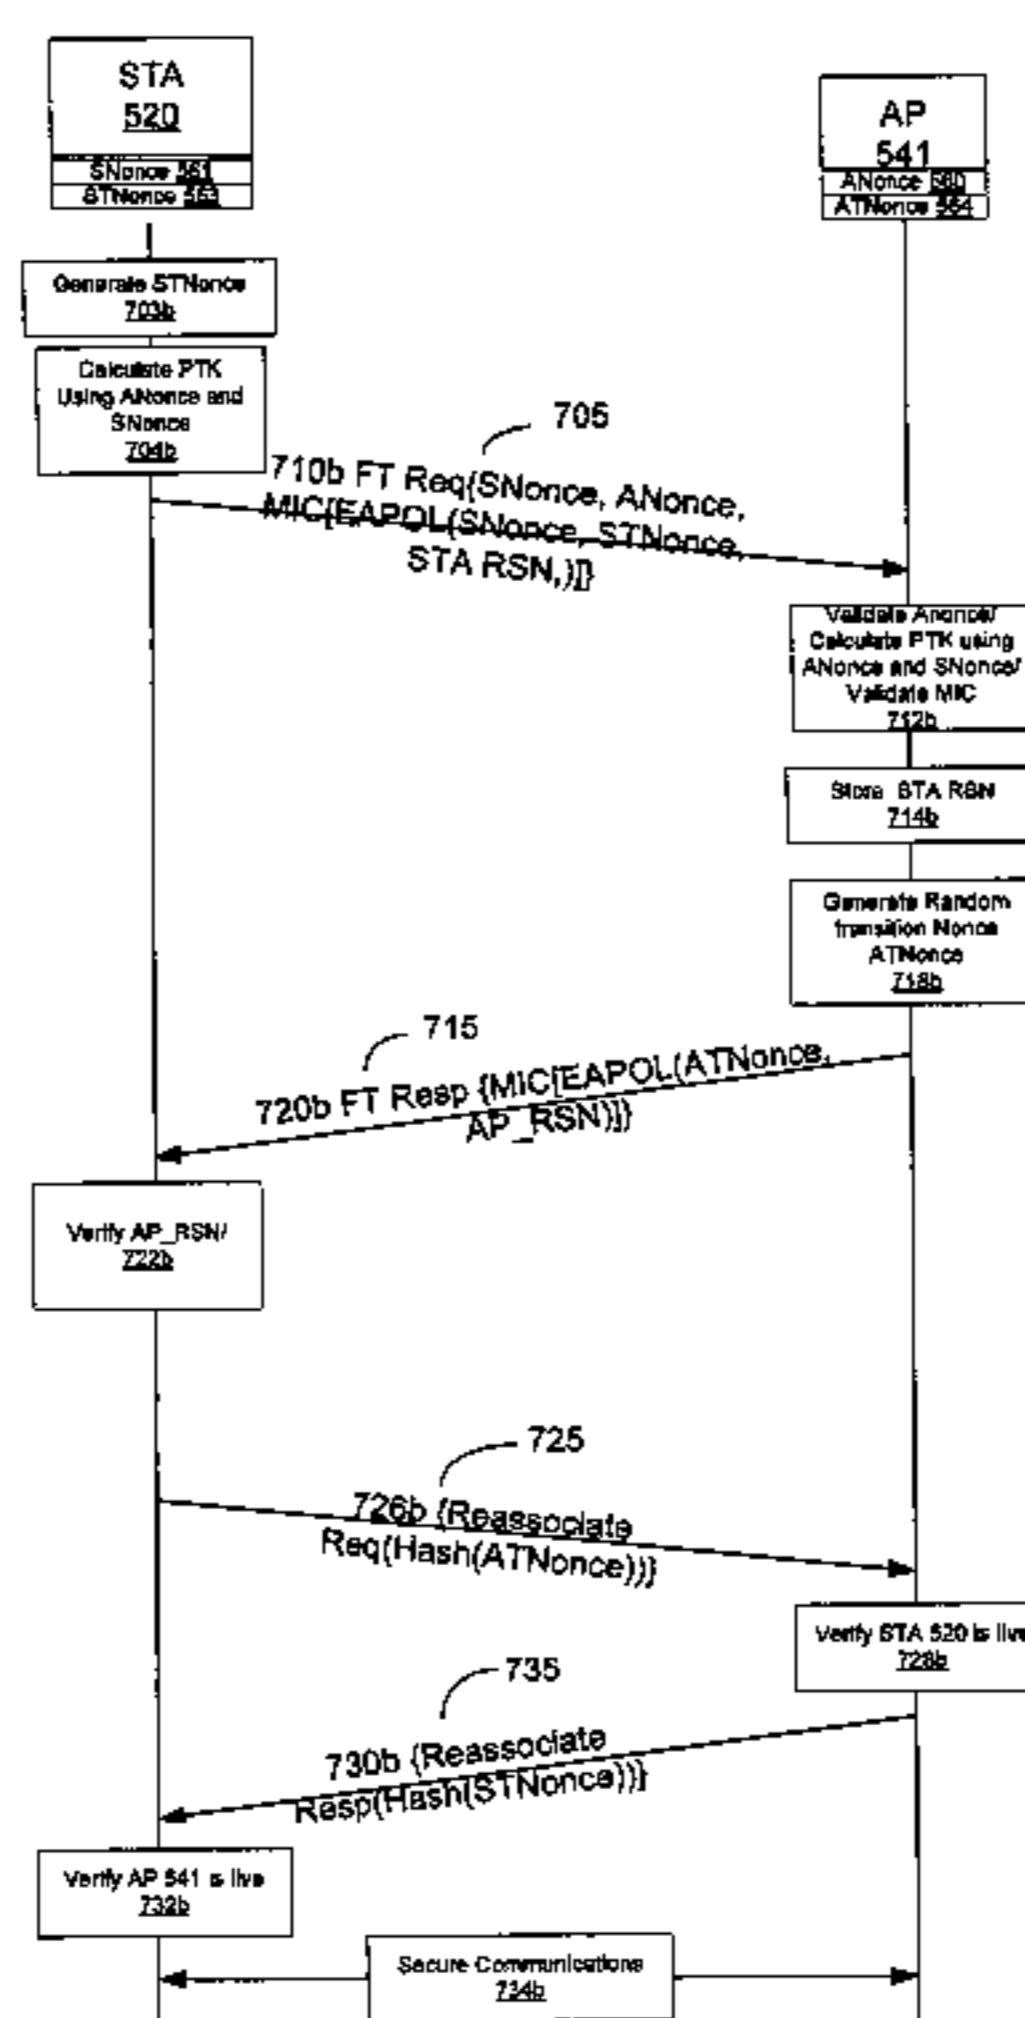 STA
520
SNonce 561
STNonce 563
AP
541
ANonce 560
ATNonce 564
Generate STNonce
703b
Calculate PTK
Using ANonce and
SNonce
704b
705
710b FT Req{SNonce, ANonce,
MIC[EAPOL(SNonce, STNonce,
STA RSN,)]}
Validate Anonce/
Calculate PTK using
ANonce and SNonce/
Validate MIC
712b
Store STA RSN
714b
Generate Random
transition Nonce
ATNonce
718b
715
720b FT Resp {MIC[EAPOL(ATNonce,
AP_RSN)]}
Verify AP_RSN/
722b
725
726b {Reassociate
Req(Hash(ATNonce))}
Verify STA 520 is live
728b
735
730b {Reassociate
Resp(Hash(STNonce))}
Verify AP 541 is live
732b
Secure Communications
734b